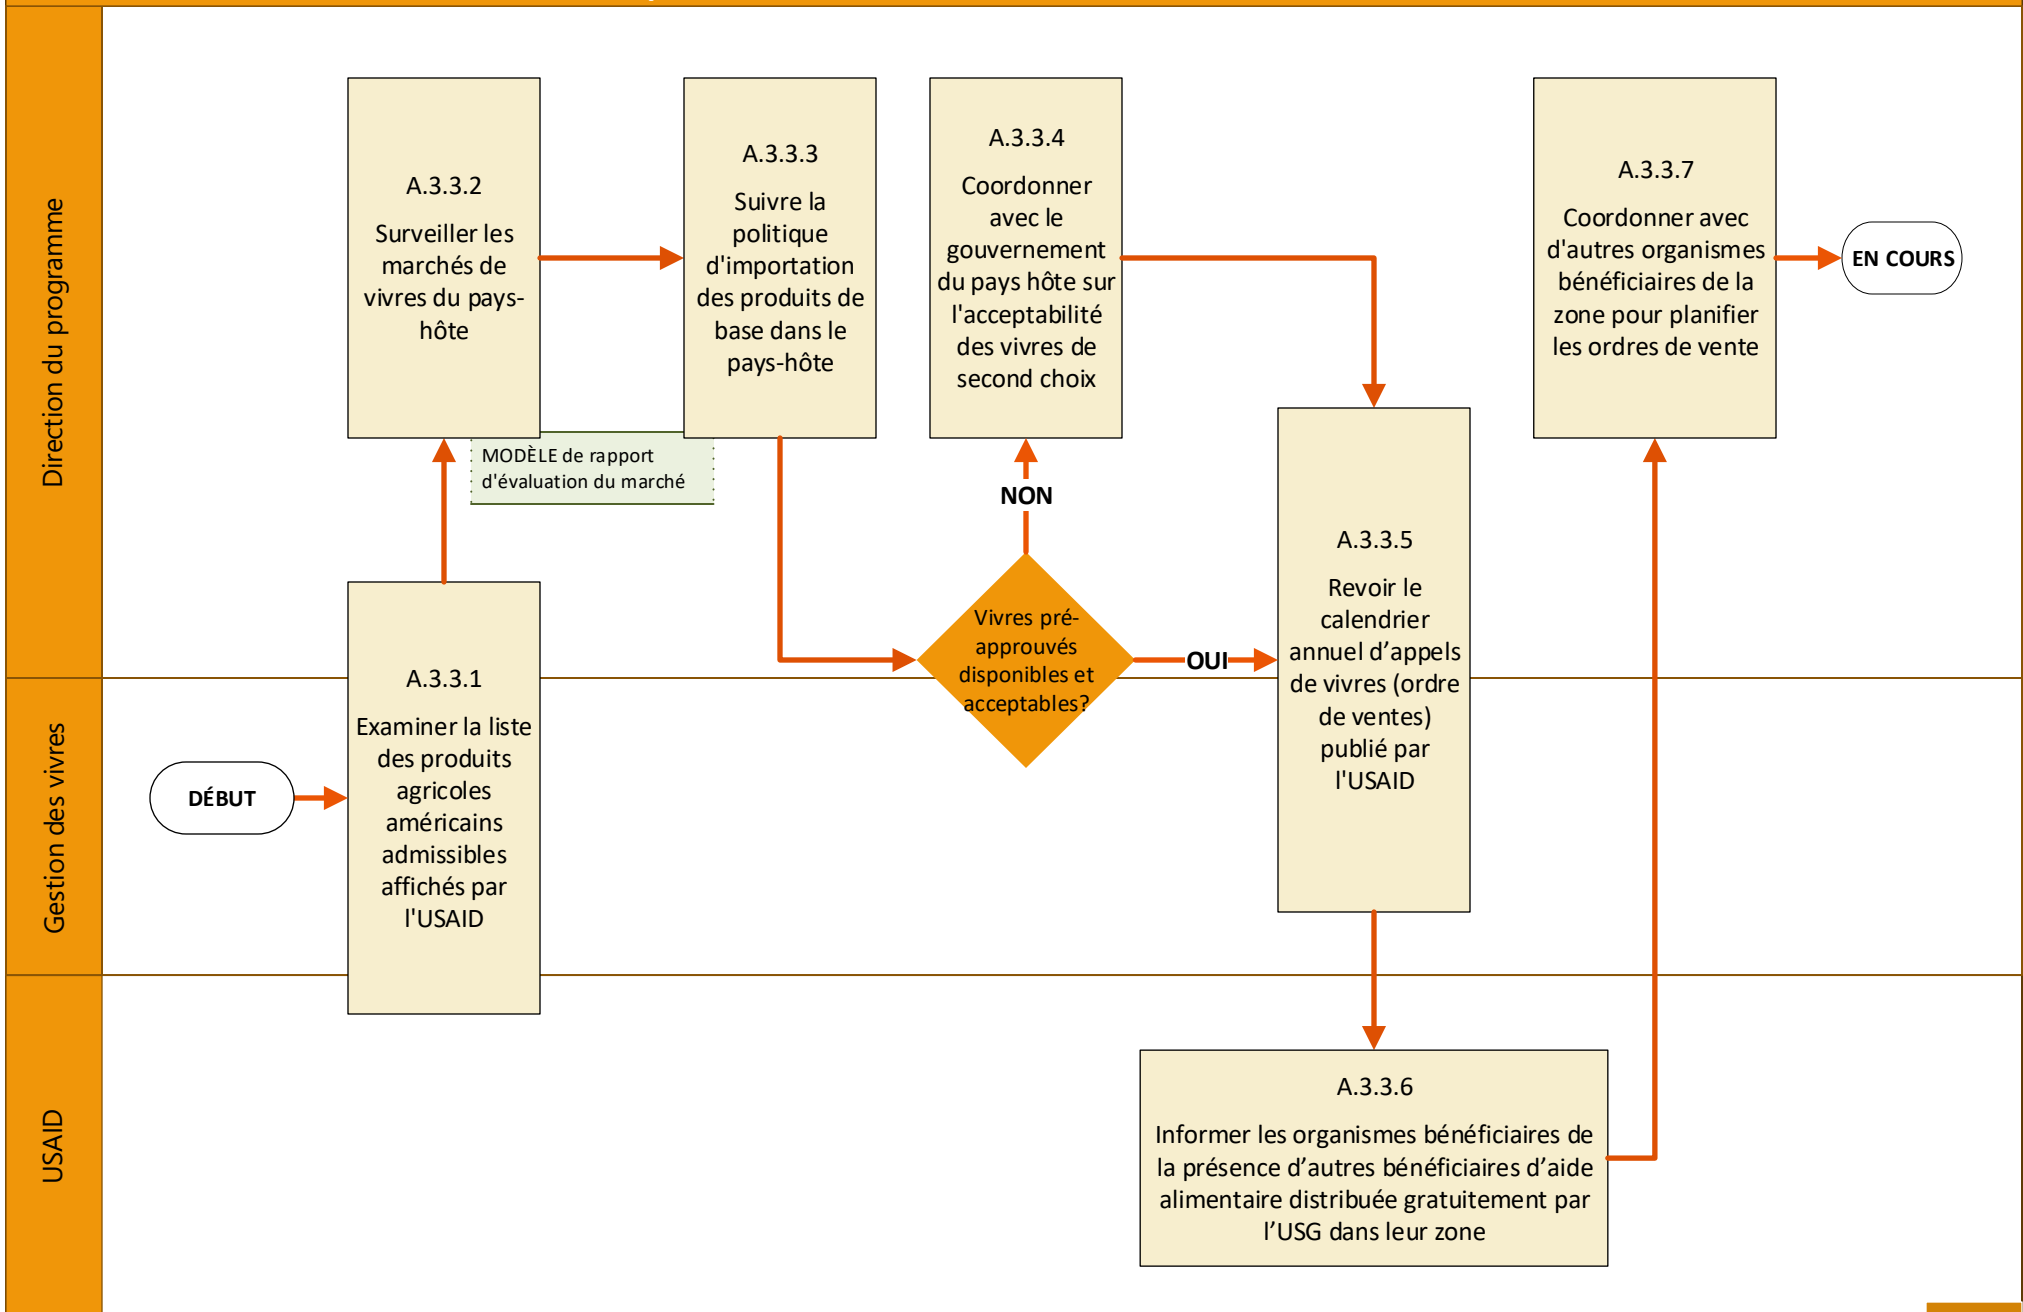 Direction du programme
A.3.3.2
Surveiller les
marchés de
vivres du pays-
hôte
A.3.3.3
Suivre la
politique
d'importation
des produits de
base dans le
pays-hôte
A.3.3.4
Coordonner
avec le
gouvernement
du pays hôte sur
l'acceptabilité
des vivres de
second choix
A.3.3.7
Coordonner avec
d'autres organismes
bénéficiaires de la
zone pour planifier
les ordres de vente
EN COURS
MODÈLE de rapport
d'évaluation du marché
NON
Vivres pré-
approuvés
disponibles et
acceptables?
OUI
A.3.3.5
Revoir le
calendrier
annuel d’appels
de vivres (ordre
de ventes)
publié par
l'USAID
Gestion des vivres
DÉBUT
A.3.3.1
Examiner la liste
des produits
agricoles
américains
admissibles
affichés par
l'USAID
USAID
A.3.3.6
Informer les organismes bénéficiaires de
la présence d’autres bénéficiaires d’aide
alimentaire distribuée gratuitement par
l’USG dans leur zone